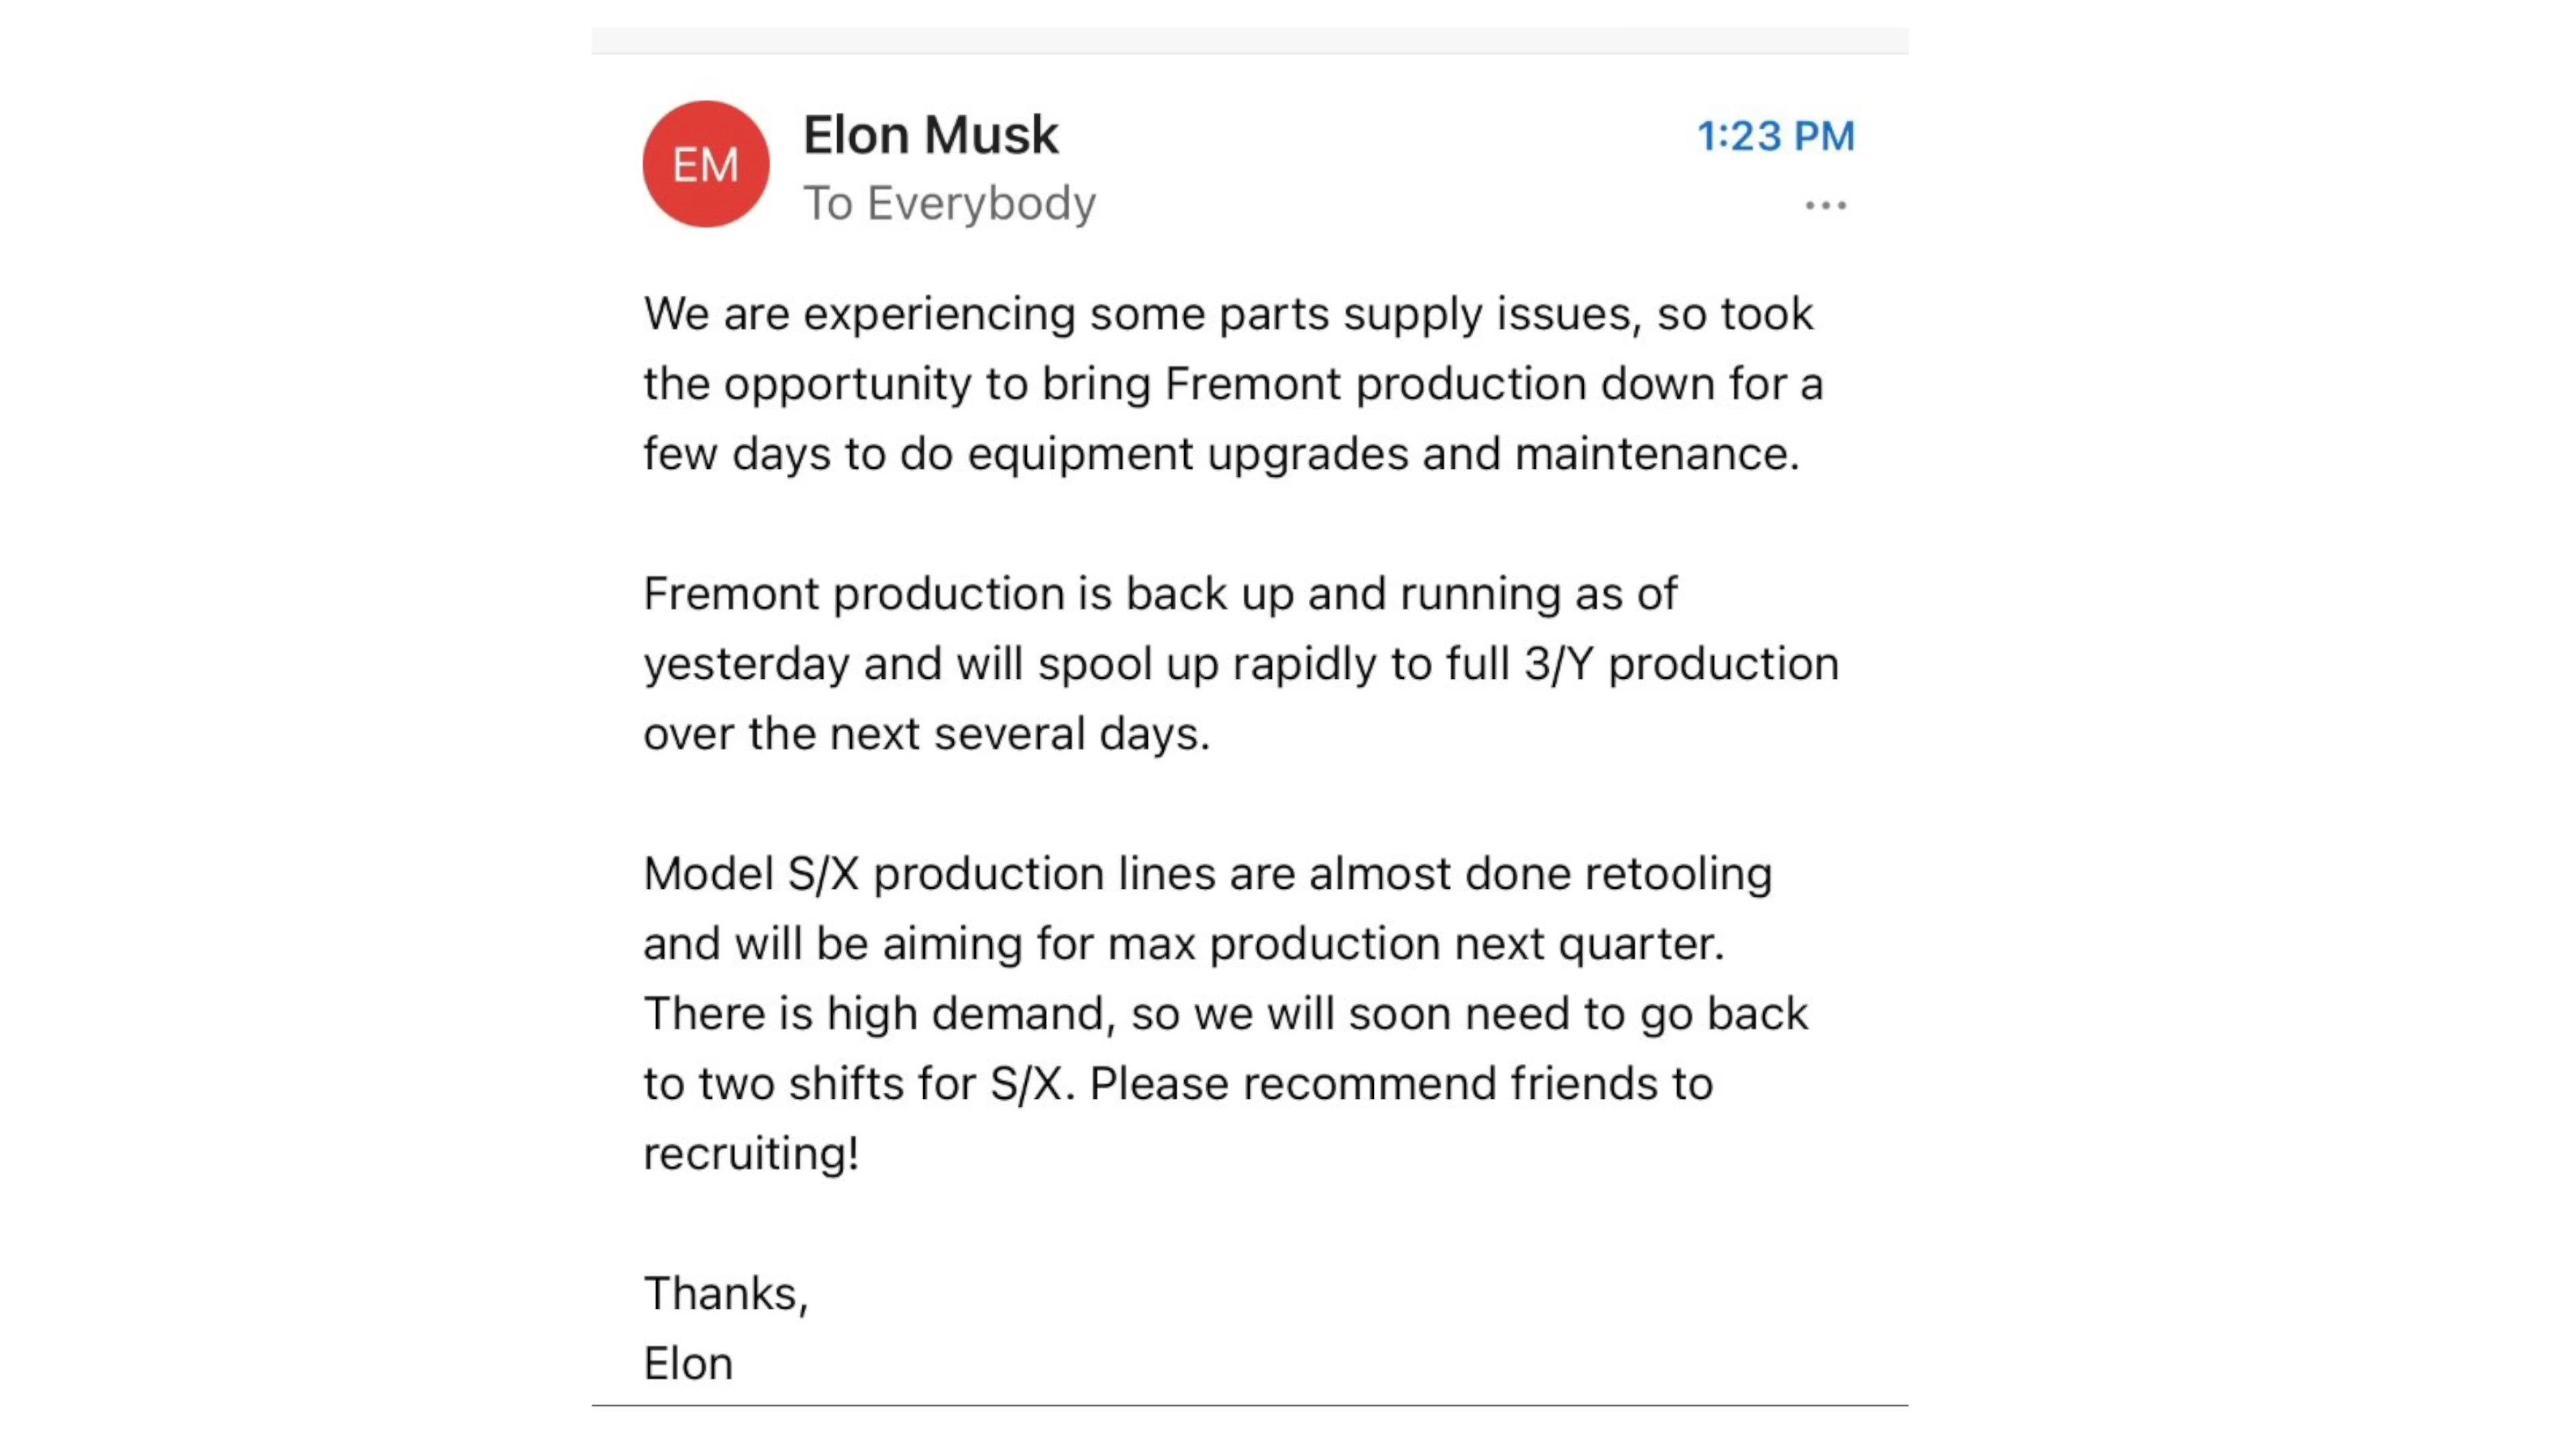 EM
Elon Musk
1:23 PM
To Everybody
...
We are experiencing some parts supply issues, so took
the opportunity to bring Fremont production down for a
few days to do equipment upgrades and maintenance.
Fremont production is back up and running as of
yesterday and will spool up rapidly to full 3/Y production
over the next several days.
Model S/X production lines are almost done retooling
and will be aiming for max production next quarter.
There is high demand, so we will soon need to go back
to two shifts for S/X. Please recommend friends to
recruiting!
Thanks,
Elon